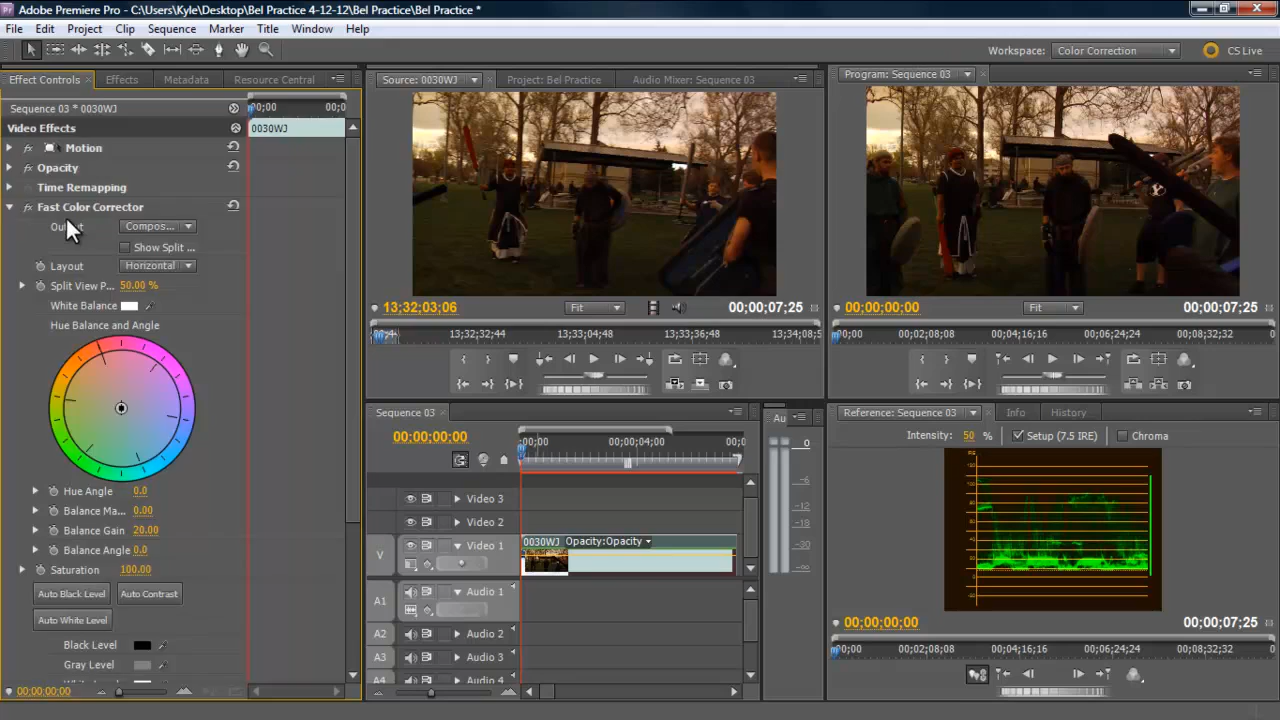 Adobe Premiere Pro - C:\Users\Kyle\Desktop\Bel Practice 4-12-12\Bel Practice\Bel Practice *
File Edit Project Clip Sequence Marker Title Window Help
Workspace: Color Correction CS Live
Effect Controls Effects Metadata Resource Central
Sequence 03 * 0030WJ
;00;00 00;0
Video Effects
0030WJ
fx Motion
fx Opacity
Time Remapping
fx Fast Color Corrector
Compos...
Show Split ...
Layout Horizontal
Split View P... 50.00 %
White Balance
Hue Balance and Angle
Hue Angle 0.0
Balance Ma... 0.00
Balance Gain 20.00
Balance Angle 0.0
Saturation 100.00
Auto Black Level Auto Contrast
Auto White Level
Black Level
Gray Level
00;00;00;00
Source: 0030WJ Project: Bel Practice Audio Mixer: Sequence 03
13;32;03;06 Fit 00;00;07;25
13;32;32;44 13;33;04;48 13;33;36;48 13;34;08;5
Program: Sequence 03
00;00;00;00 Fit 00;00;07;25
;00;00 00;02;08;08 00;04;16;16 00;06;24;24 00;08;32;32
Sequence 03
00;00;00;00 ;00;00 00;00;04;00 00;0
Video 3
Video 2
V Video 1
0030WJ Opacity:Opacity
A1 Audio 1
A2 Audio 2
A3 Audio 3
A4 Audio 4
Au
0
-6
-12
-18
-30
-∞
Reference: Sequence 03 Info History
Intensity: 50 % Setup (7.5 IRE) Chroma
00;00;00;00 00;00;07;25
;00;00 00;02;08;08 00;04;16;16 00;06;24;24 00;08;32;32